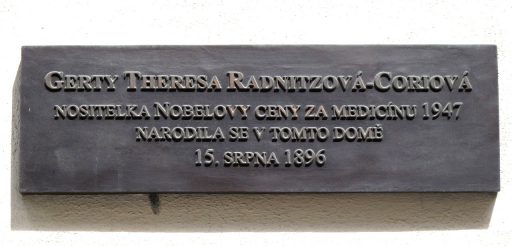 Gerty Theresa Radnitzová-Coriová
nositelka Nobelovy ceny za medicínu 1947
narodila se v tomto domě
15. srpna 1896